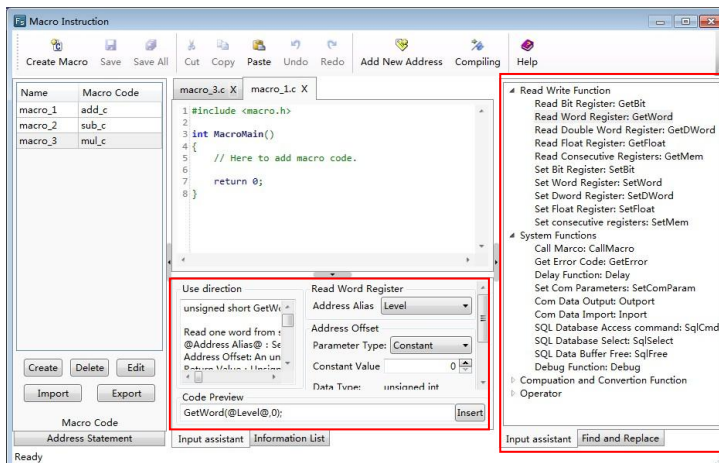 Fs Macro Instruction
Create Macro Save Save All Cut Copy Paste Undo Redo Add New Address Compiling Help
Name Macro Code
macro_1 add_c
macro_2 sub_c
macro_3 mul_c
Create Delete Edit
Import Export
Macro Code
Address Statement
macro_3.c X macro_1.c X
1 #include <macro.h>
2
3 int MacroMain()
4 {
5 // Here to add macro code.
6
7 return 0;
8 }
Use direction
unsigned short GetWo
Read one word from s
@Address Alias@ : Se
Address Offset: An un
Return Value : Unsign
Read Word Register
Address Alias Level
Address Offset
Parameter Type: Constant
Constant Value 0
Data Type: unsigned int
Code Preview
GetWord(@Level@,0); Insert
Input assistant Information List
Read Write Function
Read Bit Register: GetBit
Read Word Register: GetWord
Read Double Word Register: GetDWord
Read Float Register: GetFloat
Read Consecutive Registers: GetMem
Set Bit Register: SetBit
Set Word Register: SetWord
Set Dword Register: SetDWord
Set Float Register: SetFloat
Set consecutive registers: SetMem
System Functions
Call Marco: CallMacro
Get Error Code: GetError
Delay Function: Delay
Set Com Parameters: SetComParam
Com Data Output: Outport
Com Data Import: Inport
SQL Database Access command: SqlCmd
SQL Database Select: SqlSelect
SQL Data Buffer Free: SqlFree
Debug Function: Debug
Compuation and Convertion Function
Operator
Input assistant Find and Replace
Ready